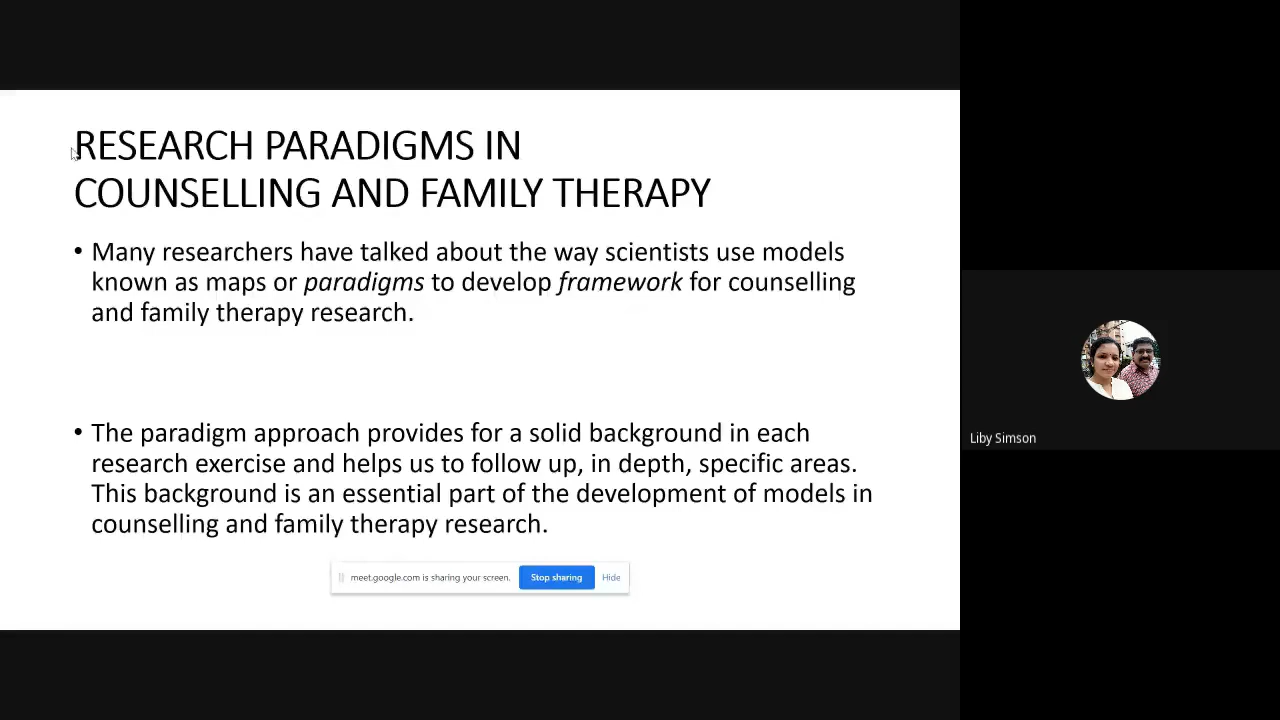 RESEARCH PARADIGMS IN
COUNSELLING AND FAMILY THERAPY
• Many researchers have talked about the way scientists use models
known as maps or paradigms to develop framework for counselling
and family therapy research.
• The paradigm approach provides for a solid background in each
research exercise and helps us to follow up, in depth, specific areas.
This background is an essential part of the development of models in
counselling and family therapy research.
meet.google.com is sharing your screen. Stop sharing Hide
Liby Simson